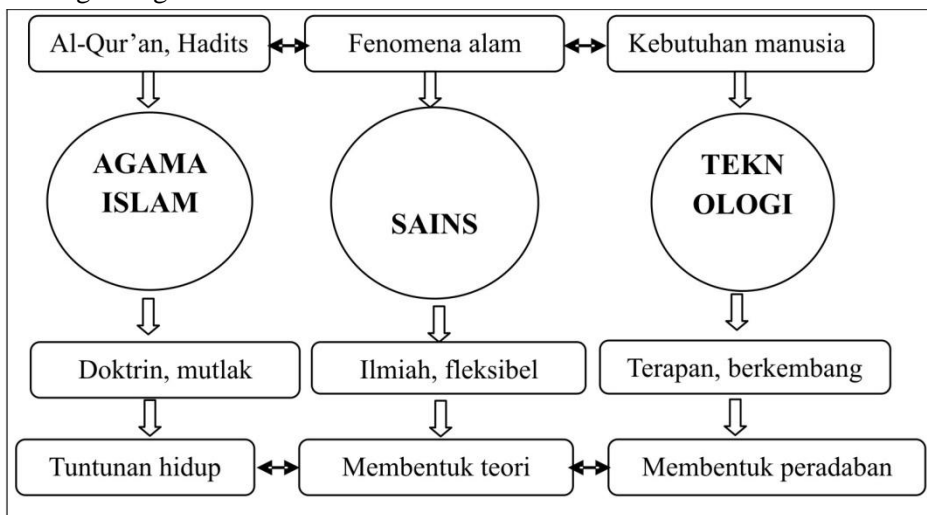 Al-Qur’an, Hadits
Fenomena alam
Kebutuhan manusia
AGAMA
ISLAM
SAINS
TEKN
OLOGI
Doktrin, mutlak
Ilmiah, fleksibel
Terapan, berkembang
Tuntunan hidup
Membentuk teori
Membentuk peradaban